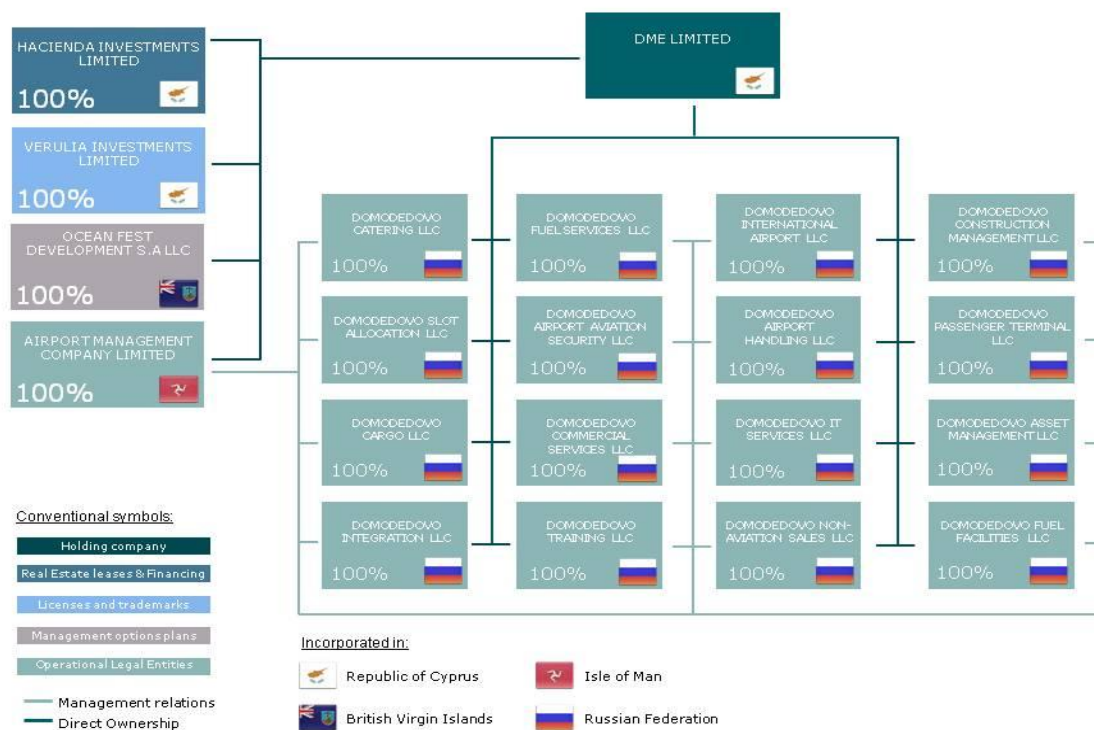 DME LIMITED
HACIENDA INVESTMENTS
LIMITED
100%
VERULIA INVESTMENTS
LIMITED
100%
OCEAN FEST
DEVELOPMENT S.A LLC
100%
AIRPORT MANAGEMENT
COMPANY LIMITED
100%
DOMODEDOVO
CATERING LLC
100%
DOMODEDOVO
FUEL SERVICES LLC
100%
DOMODEDOVO
INTERNATIONAL
AIRPORT LLC
100%
DOMODEDOVO
CONSTRUCTION
MANAGEMENT LLC
100%
DOMODEDOVO SLOT
ALLOCATION LLC
100%
DOMODEDOVO
AIRPORT AVIATION
SECURITY LLC
100%
DOMODEDOVO
AIRPORT
HANDLING LLC
100%
DOMODEDOVO
PASSENGER TERMINAL
LLC
100%
DOMODEDOVO
CARGO LLC
100%
DOMODEDOVO
COMMERCIAL
SERVICES LLC
100%
DOMODEDOVO IT
SERVICES LLC
100%
DOMODEDOVO ASSET
MANAGEMENT LLC
100%
DOMODEDOVO
INTEGRATION LLC
100%
DOMODEDOVO
TRAINING LLC
100%
DOMODEDOVO NON-
AVIATION SALES LLC
100%
DOMODEDOVO FUEL
FACILITIES LLC
100%
Conventional symbols:
Holding company
Real Estate leases & Financing
Licenses and trademarks
Management options plans
Operational Legal Entities
Management relations
Direct Ownership
Incorporated in:
Republic of Cyprus
Isle of Man
British Virgin Islands
Russian Federation